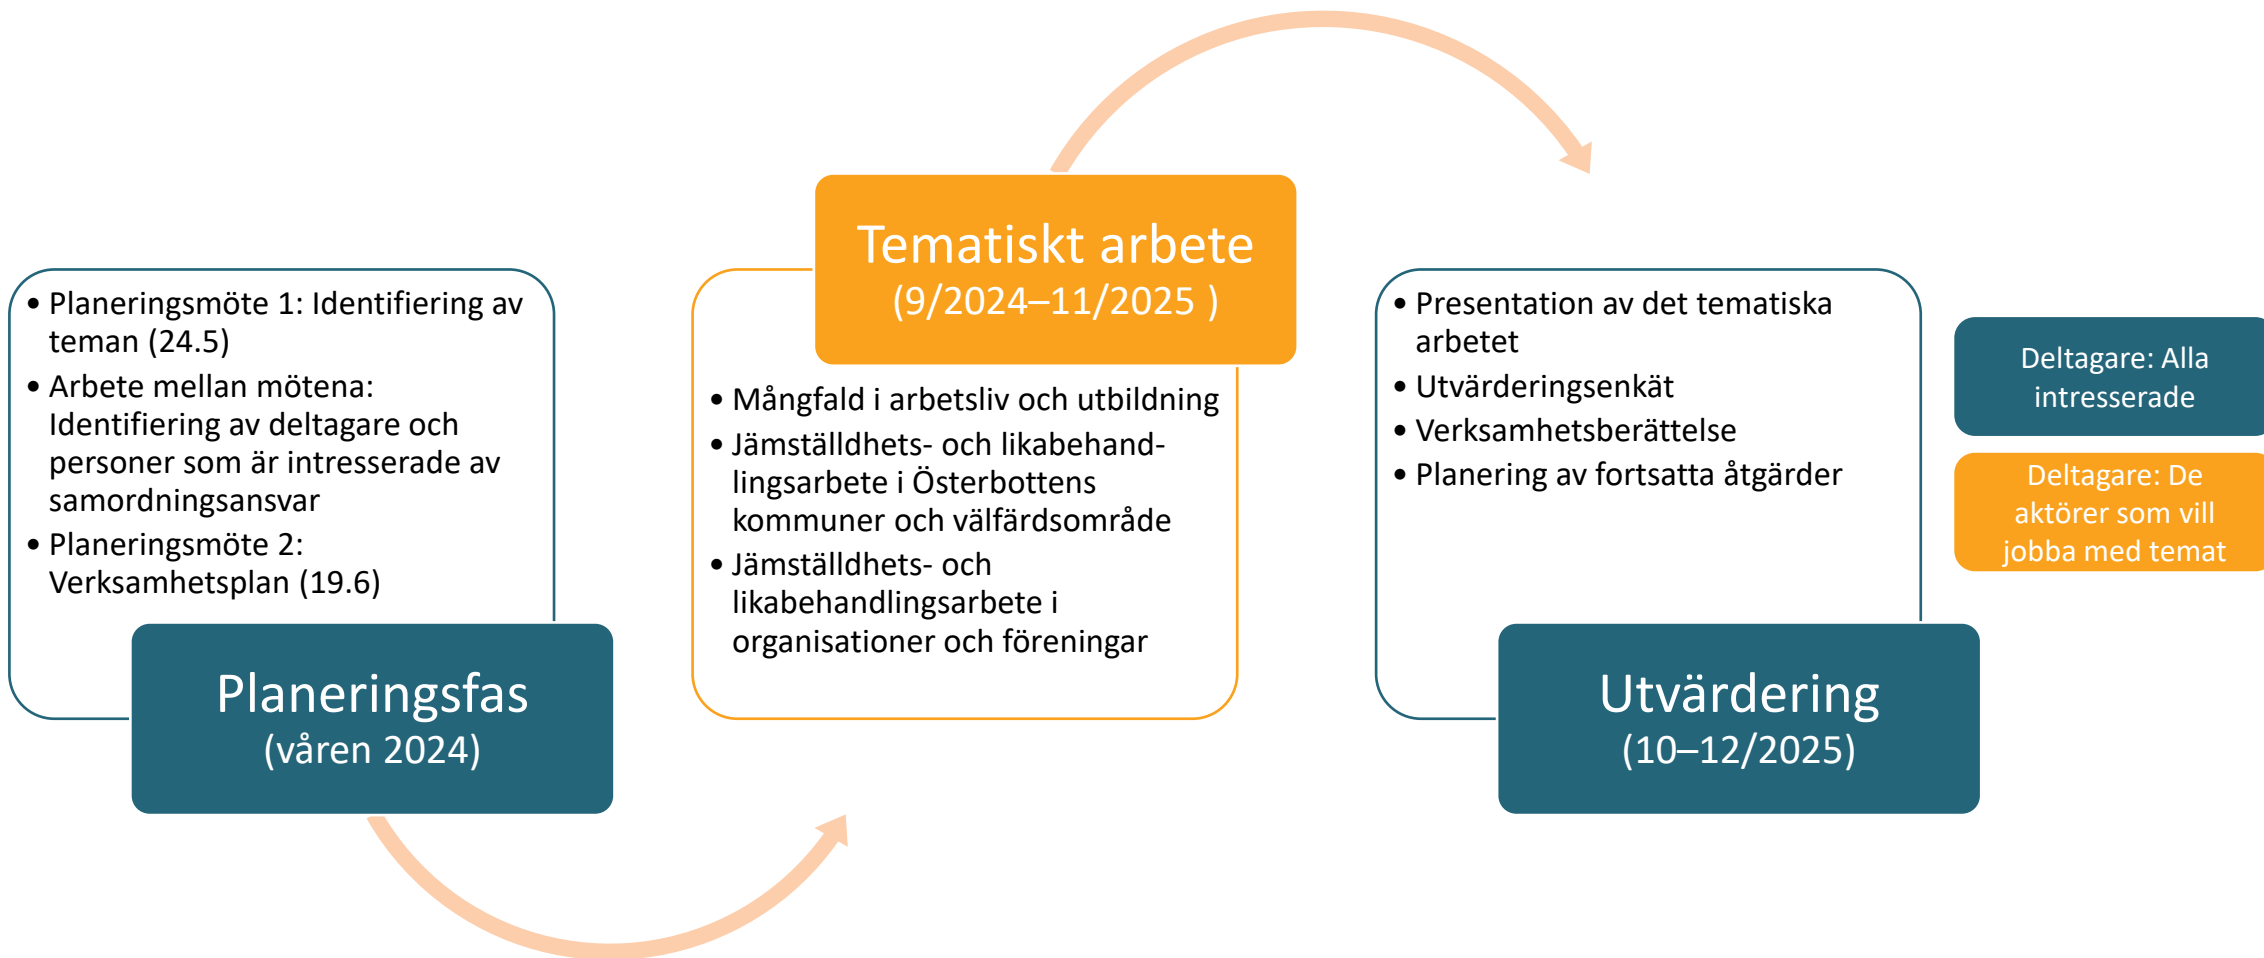 • Planeringsmöte 1: Identifiering av
teman (24.5)
• Arbete mellan mötena:
Identifiering av deltagare och
personer som är intresserade av
samordningsansvar
• Planeringsmöte 2:
Verksamhetsplan (19.6)
Planeringsfas
(våren 2024)
Tematiskt arbete
(9/2024–11/2025 )
• Mångfald i arbetsliv och utbildning
• Jämställdhets- och likabehand-
lingsarbete i Österbottens
kommuner och välfärdsområde
• Jämställdhets- och
likabehandlingsarbete i
organisationer och föreningar
• Presentation av det tematiska
arbetet
• Utvärderingsenkät
• Verksamhetsberättelse
• Planering av fortsatta åtgärder
Utvärdering
(10–12/2025)
Deltagare: Alla
intresserade
Deltagare: De
aktörer som vill
jobba med temat